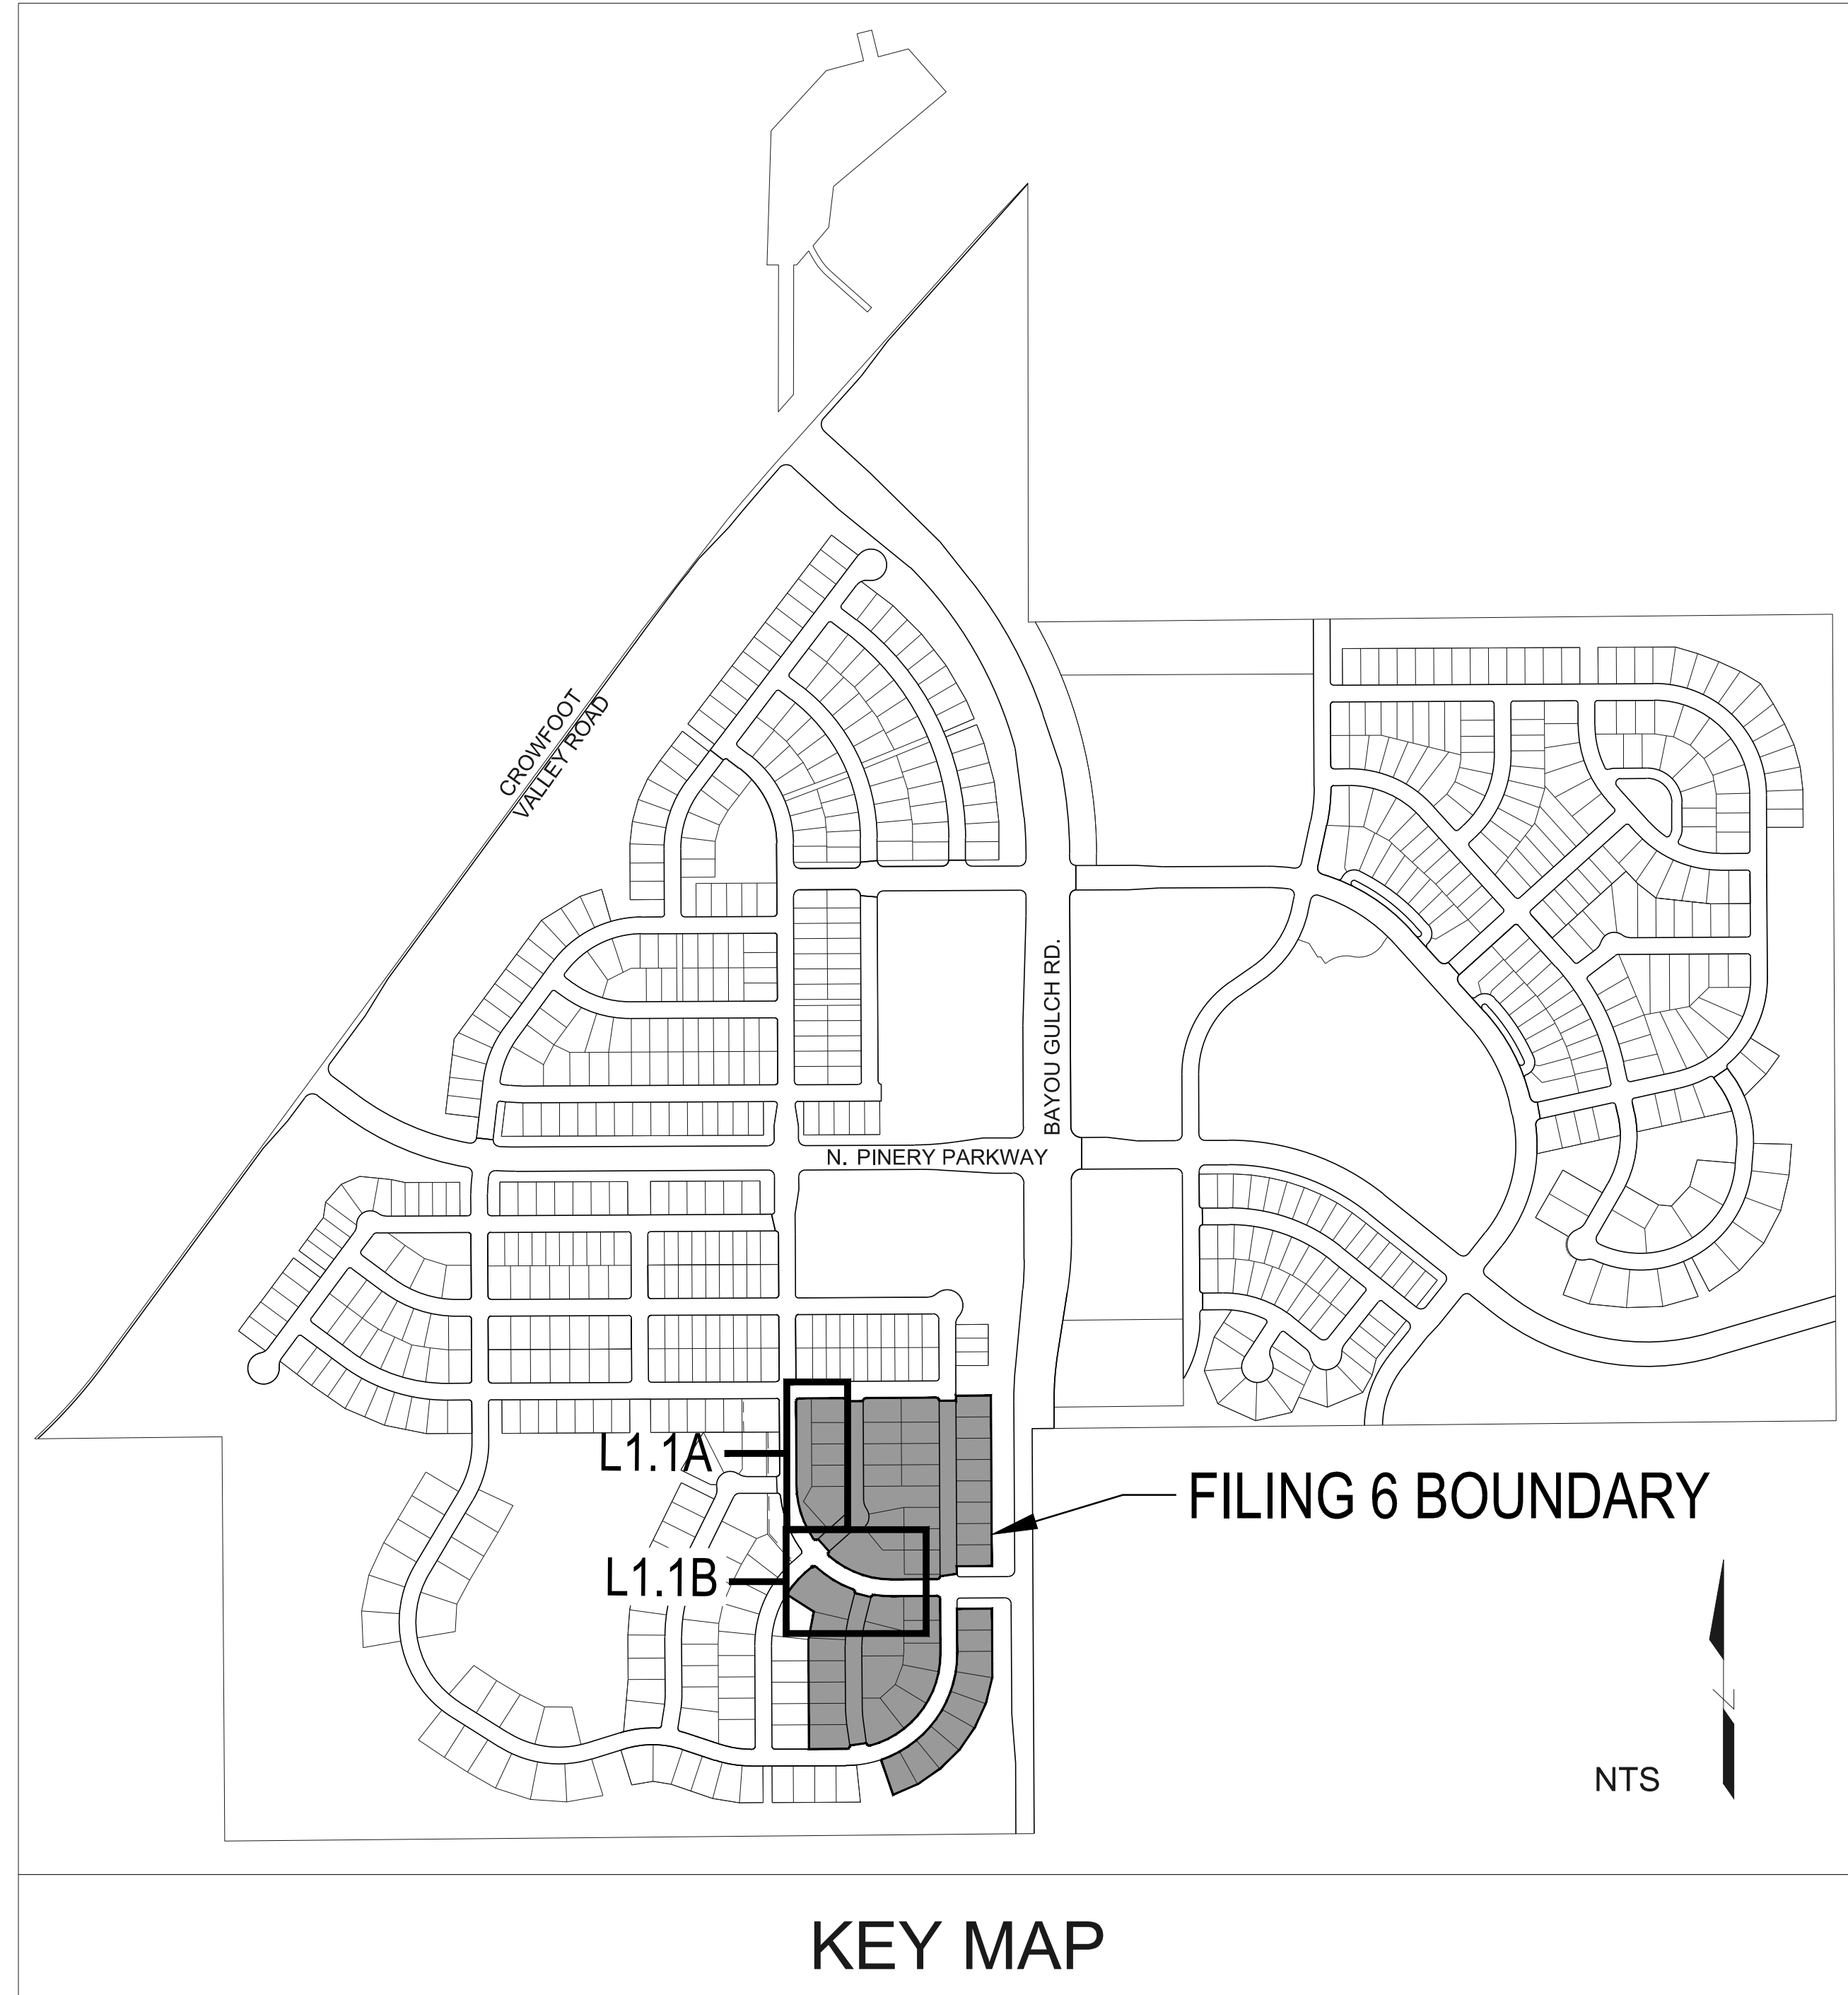 CROWFOOT
VALLEY ROAD
BAYOU GULCH RD.
N. PINERY PARKWAY
L1.1A
FILING 6 BOUNDARY
L1.1B
NTS
KEY MAP